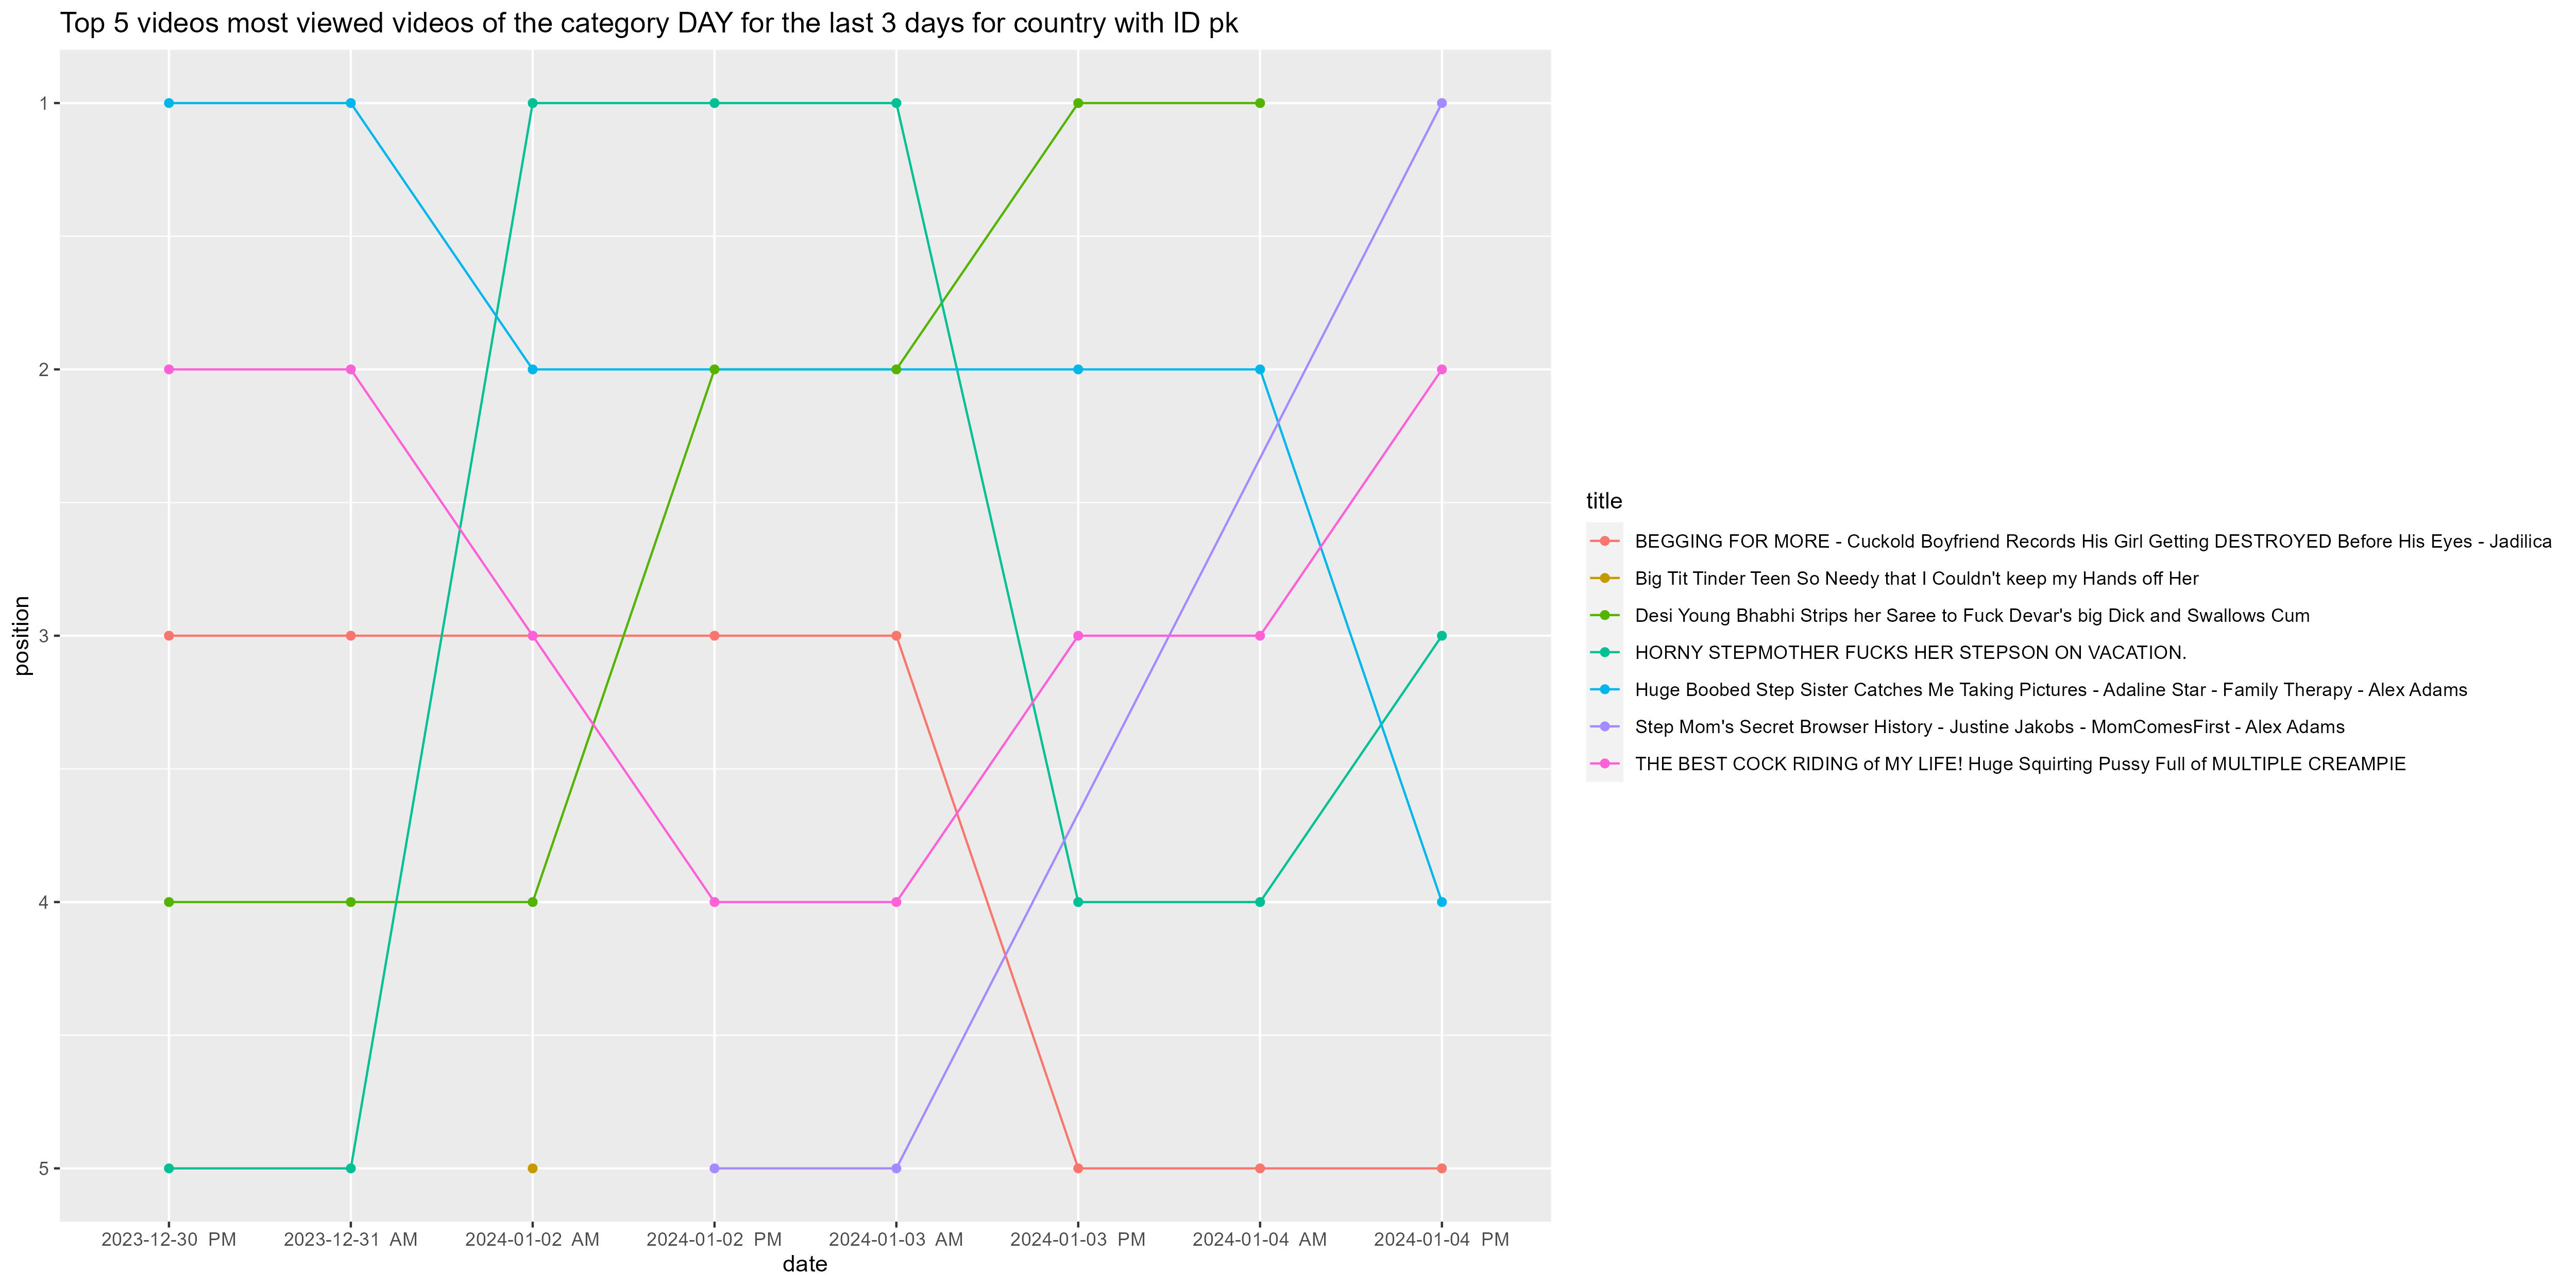 Top 5 videos most viewed videos of the category DAY for the last 3 days for country with ID pk
position
1
2
3
4
5
2023-12-30 PM 2023-12-31 AM 2024-01-02 AM 2024-01-02 PM 2024-01-03 AM 2024-01-03 PM 2024-01-04 AM 2024-01-04 PM
date
title
BEGGING FOR MORE - Cuckold Boyfriend Records His Girl Getting DESTROYED Before His Eyes - Jadilica
Big Tit Tinder Teen So Needy that I Couldn't keep my Hands off Her
Desi Young Bhabhi Strips her Saree to Fuck Devar's big Dick and Swallows Cum
HORNY STEPMOTHER FUCKS HER STEPSON ON VACATION.
Huge Boobed Step Sister Catches Me Taking Pictures - Adaline Star - Family Therapy - Alex Adams
Step Mom's Secret Browser History - Justine Jakobs - MomComesFirst - Alex Adams
THE BEST COCK RIDING of MY LIFE! Huge Squirting Pussy Full of MULTIPLE CREAMPIE